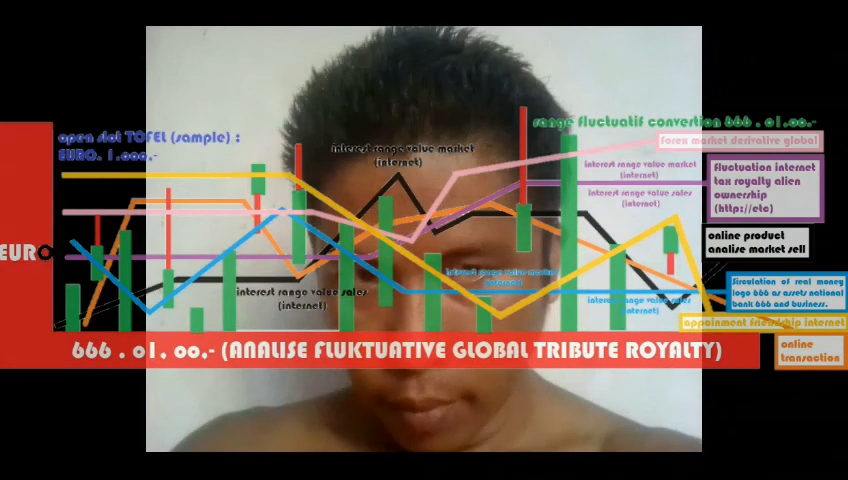 open slot TOFEL (sample) :
EURO. 1.000,-
range fluctuatif convertion 666 . 01.00.-
forex market derivative global
interest range value market
(internet)
interest range value market
(internet)
interest range value sales
(internet)
Fluctuation internet
tax royalty alien
ownership
(http://etc)
online product
analise market sell
EURO
interest range value market
(internet)
interest range value sales
(internet)
interest range value sales
(internet)
Sirculation of real money
logo 666 as assets national
bank 666 and business.
appoinment friendship internet
666 . 01, 00,- (ANALISE FLUKTUATIVE GLOBAL TRIBUTE ROYALTY)
online
transaction